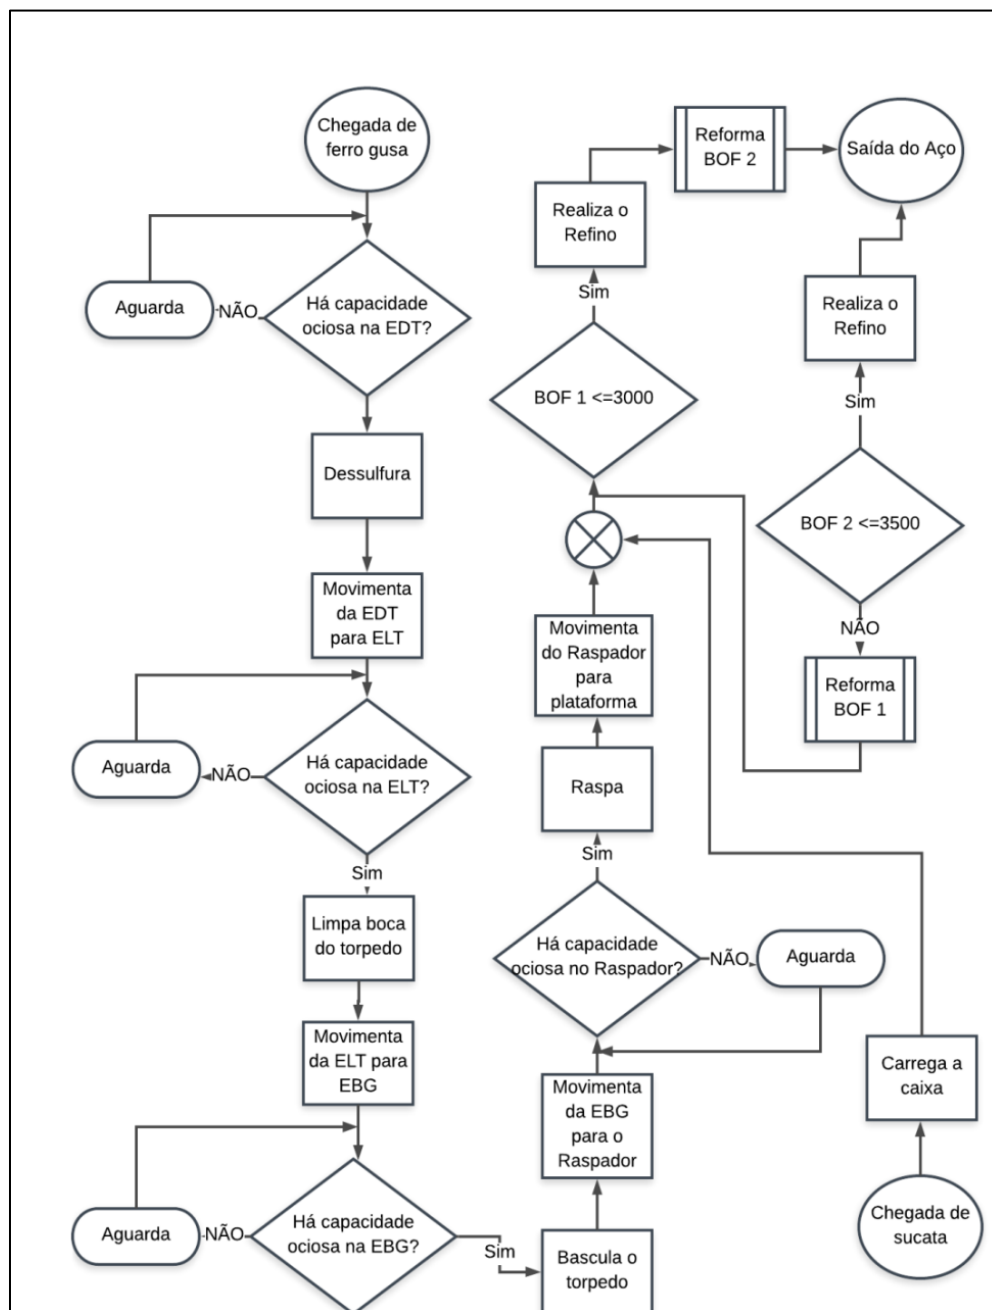 Chegada de
ferro gusa
Aguarda
NÃO
Há capacidade
ociosa na EDT?
Dessulfura
Movimenta
da EDT
para ELT
Aguarda
NÃO
Há capacidade
ociosa na ELT?
Sim
Limpa boca
do torpedo
Movimenta
da ELT para
EBG
Aguarda
NÃO
Há capacidade
ociosa na EBG?
Sim
Bascula o
torpedo
Movimenta
da EBG
para o
Raspador
Há capacidade
ociosa no Raspador?
NÃO
Aguarda
Sim
Raspa
Movimenta
do Raspador
para
plataforma
BOF 1 <=3000
Sim
Realiza o
Refino
Reforma
BOF 2
Saída do Aço
Realiza o
Refino
Sim
BOF 2 <=3500
NÃO
Reforma
BOF 1
Carrega a
caixa
Chegada de
sucata